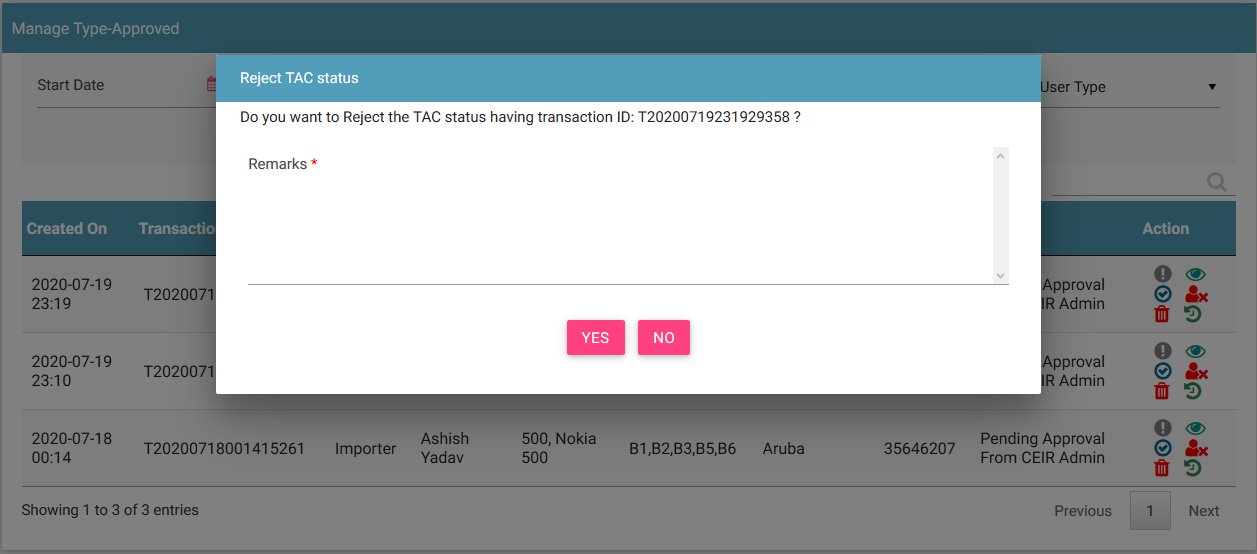 Manage Type-Approved
Reject TAC status
Start Date
User Type
Do you want to Reject the TAC status having transaction ID: T20200719231929358 ?
Remarks *
Created On
Action
2020-07-19
23:19
T2020071
Approval
Admin
YES NO
2020-07-19
23:10
T2020071
Approval
Admin
2020-07-18
00:14
T20200718001415261
Importer
Ashish
Yadav
500, Nokia
500
B1,B2,B3,B5,B6
Aruba
35646207
Pending Approval
From CEIR Admin
Showing 1 to 3 of 3 entries
Previous 1 Next